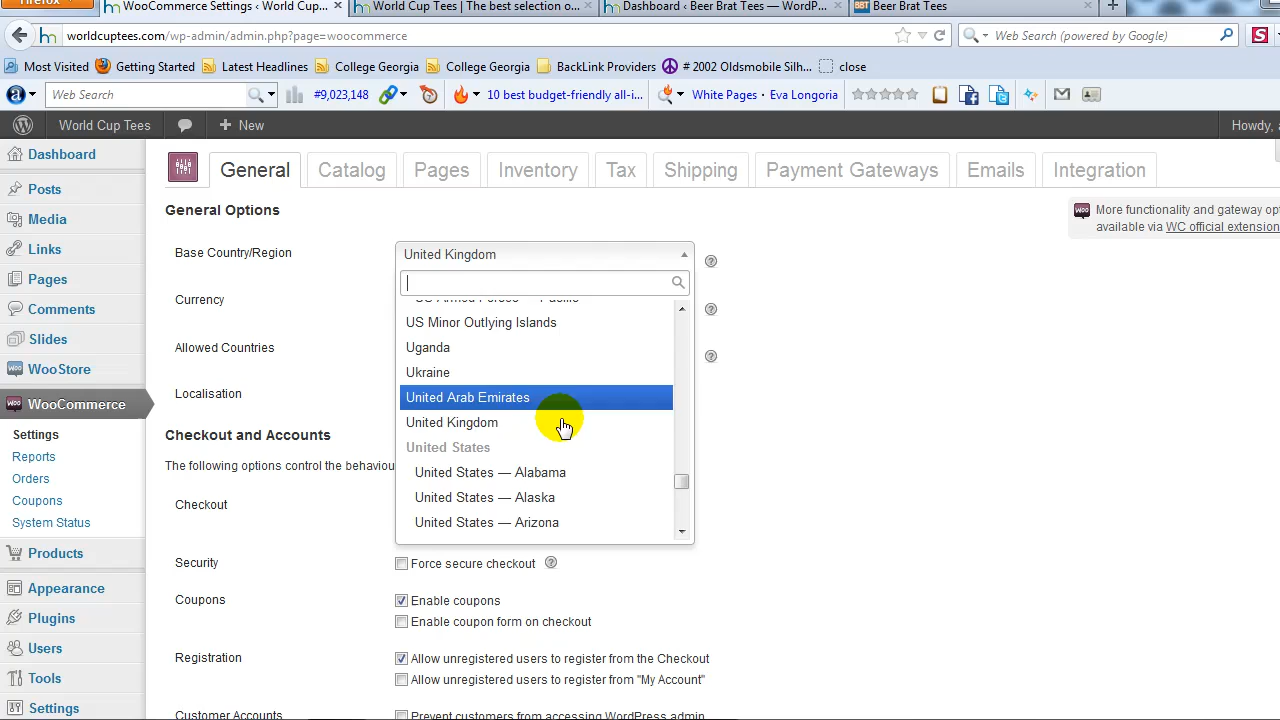 Firefox
WooCommerce Settings ‹ World Cup... ×
World Cup Tees | The best selection o... ×
Dashboard ‹ Beer Brat Tees — WordP... ×
BBT Beer Brat Tees ×
worldcuptees.com/wp-admin/admin.php?page=woocommerce
Web Search (powered by Google)
S
Most Visited Getting Started Latest Headlines College Georgia College Georgia BackLink Providers # 2002 Oldsmobile Silh... close
a Web Search #9,023,148 10 best budget-friendly all-i... White Pages · Eva Longoria
World Cup Tees + New Howdy,
Dashboard
Posts
Media
Links
Pages
Comments
Slides
WooStore
WooCommerce
Settings
Reports
Orders
Coupons
System Status
Products
Appearance
Plugins
Users
Tools
Settings
General Catalog Pages Inventory Tax Shipping Payment Gateways Emails Integration
General Options
WOO More functionality and gateway opt
available via WC official extension
Base Country/Region United Kingdom ?
Currency ?
Allowed Countries ?
Localisation
US Minor Outlying Islands
Uganda
Ukraine
United Arab Emirates
United Kingdom
United States
United States — Alabama
United States — Alaska
United States — Arizona
Checkout and Accounts
The following options control the behaviou
Checkout
Security Force secure checkout ?
Coupons Enable coupons
Enable coupon form on checkout
Registration Allow unregistered users to register from the Checkout
Allow unregistered users to register from "My Account"
Customer Accounts Prevent customers from accessing WordPress admin